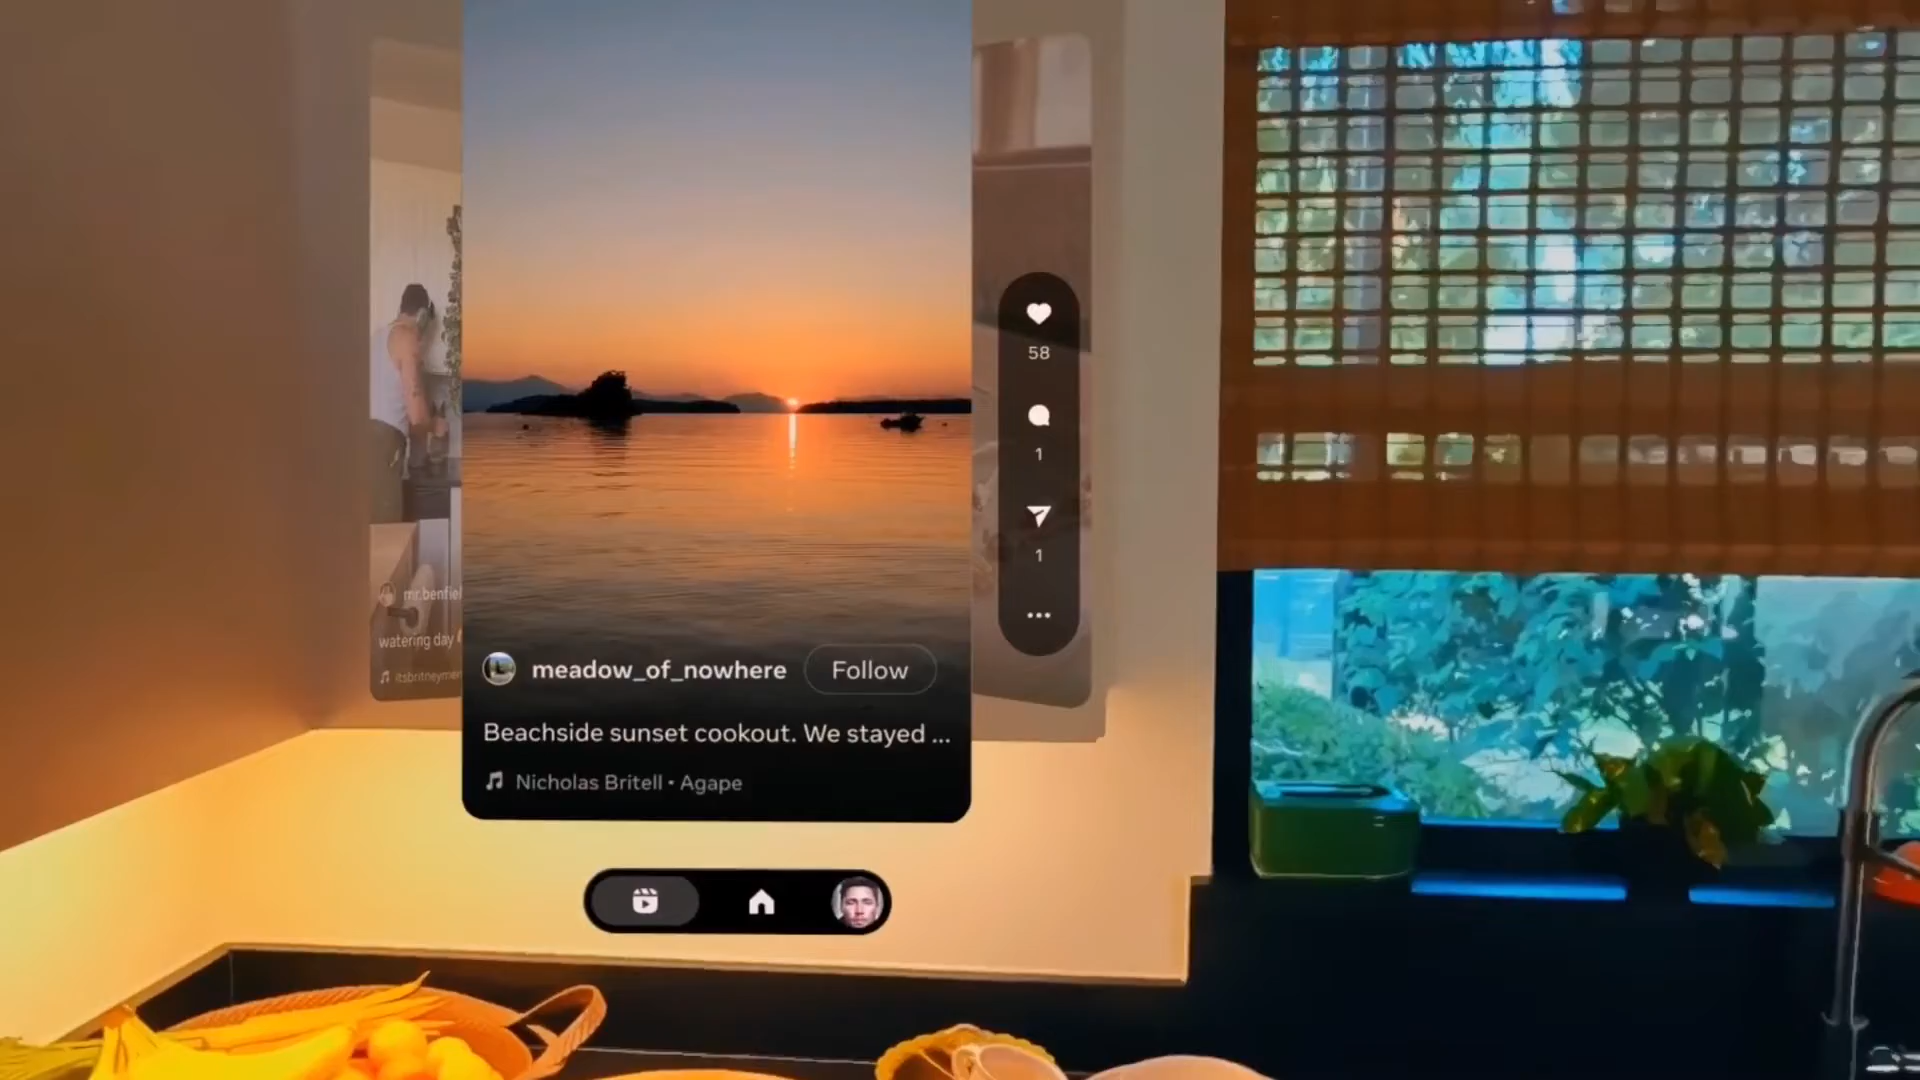 58
1
1
meadow_of_nowhere
Follow
Beachside sunset cookout. We stayed ...
Nicholas Britell • Agape
watering day